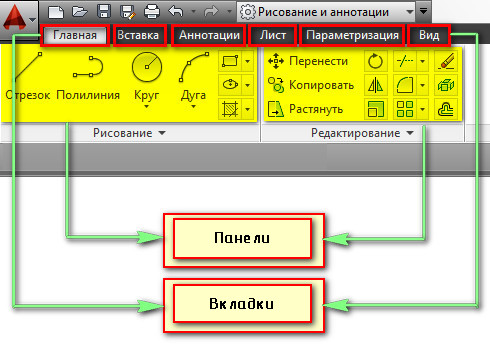 Рисование и аннотации
Главная Вставка Аннотации Лист Параметризация Вид
Перенести
Копировать
Отрезок Полилиния Круг Дуга Растянуть
Рисование Редактирование
Панели
Вкладки